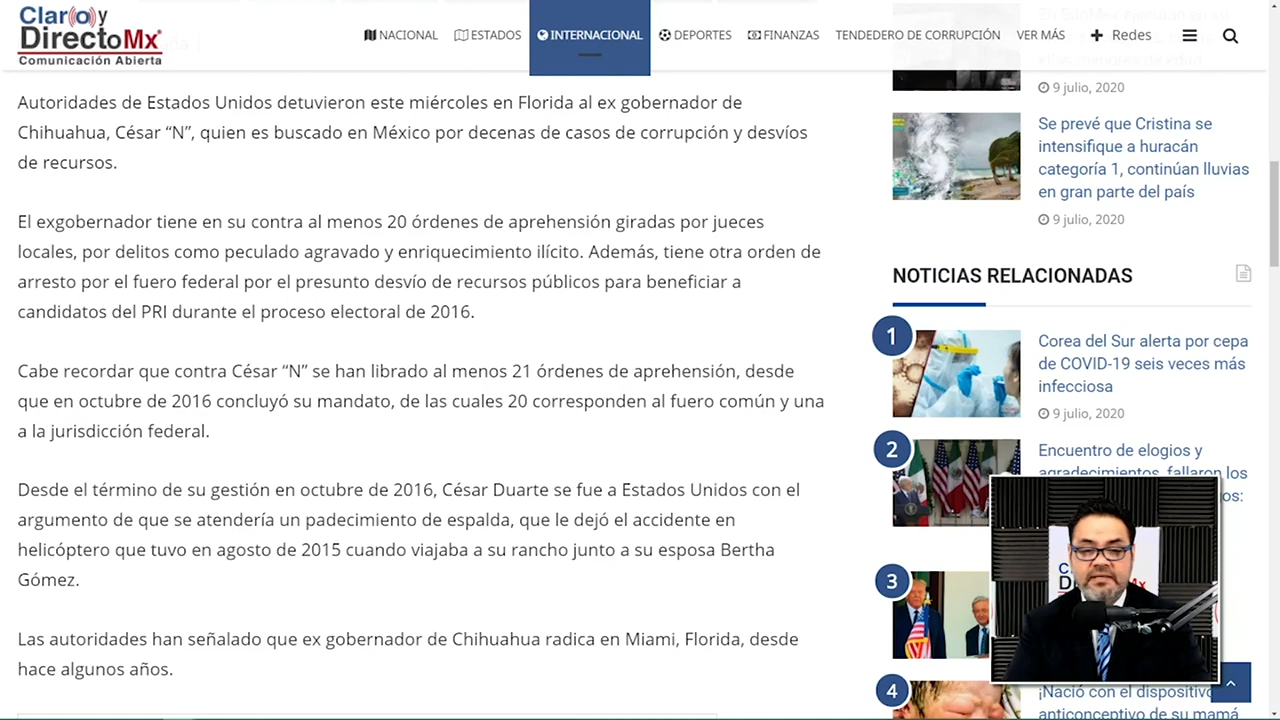 Claro y
DirectoMx
Comunicación Abierta
NACIONAL
ESTADOS
INTERNACIONAL
DEPORTES
FINANZAS
TENDEDERO DE CORRUPCIÓN
VER MÁS
Redes
Autoridades de Estados Unidos detuvieron este miércoles en Florida al ex gobernador de
Chihuahua, César “N”, quien es buscado en México por decenas de casos de corrupción y desvíos
de recursos.
El exgobernador tiene en su contra al menos 20 órdenes de aprehensión giradas por jueces
locales, por delitos como peculado agravado y enriquecimiento ilícito. Además, tiene otra orden de
arresto por el fuero federal por el presunto desvío de recursos públicos para beneficiar a
candidatos del PRI durante el proceso electoral de 2016.
Cabe recordar que contra César “N” se han librado al menos 21 órdenes de aprehensión, desde
que en octubre de 2016 concluyó su mandato, de las cuales 20 corresponden al fuero común y una
a la jurisdicción federal.
Desde el término de su gestión en octubre de 2016, César Duarte se fue a Estados Unidos con el
argumento de que se atendería un padecimiento de espalda, que le dejó el accidente en
helicóptero que tuvo en agosto de 2015 cuando viajaba a su rancho junto a su esposa Bertha
Gómez.
Las autoridades han señalado que ex gobernador de Chihuahua radica en Miami, Florida, desde
hace algunos años.
9 julio, 2020
Se prevé que Cristina se
intensifique a huracán
categoría 1, continúan lluvias
en gran parte del país
9 julio, 2020
NOTICIAS RELACIONADAS
1
Corea del Sur alerta por cepa
de COVID-19 seis veces más
infecciosa
9 julio, 2020
2
Encuentro de elogios y
agradecimientos, fallaron los
3
4
¡Nació con el dispositivo
anticonceptivo de su mamá